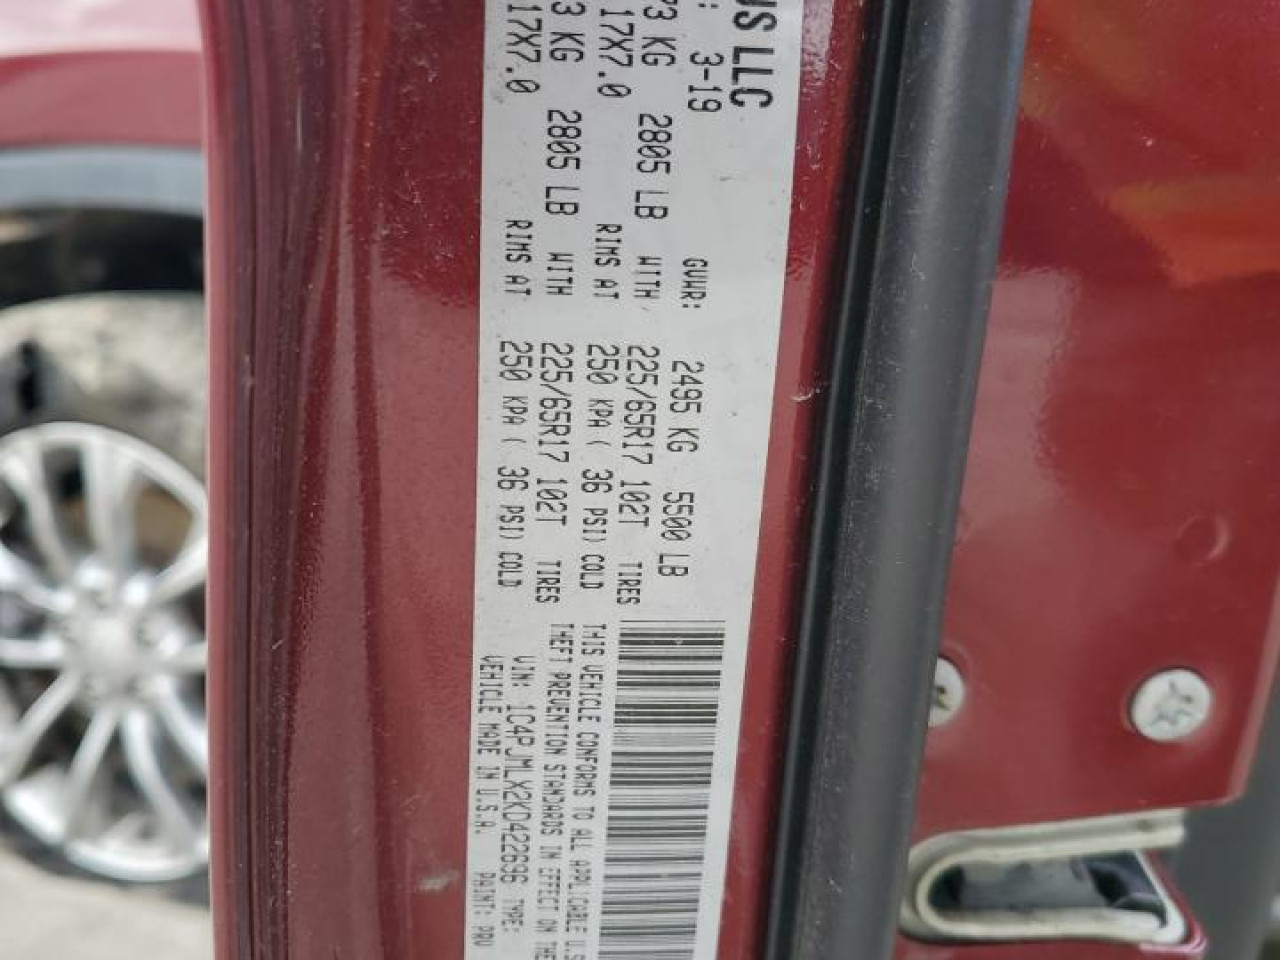 US LLC
: 3-19
GVWR: 2495 KG 5500 LB
3 KG 2805 LB WITH 225/65R17 102T TIRES
17X7.0 RIMS AT 250 KPA ( 36 PSI) COLD
3 KG 2805 LB WITH 225/65R17 102T TIRES
17X7.0 RIMS AT 250 KPA ( 36 PSI) COLD
THIS VEHICLE CONFORMS TO ALL APPLICABLE U.S
THEFT PREVENTION STANDARDS IN EFFECT ON THE
VIN: 1C4PJMLX2KD422696 TYPE:
VEHICLE MADE IN U.S.A. PAINT: PRV